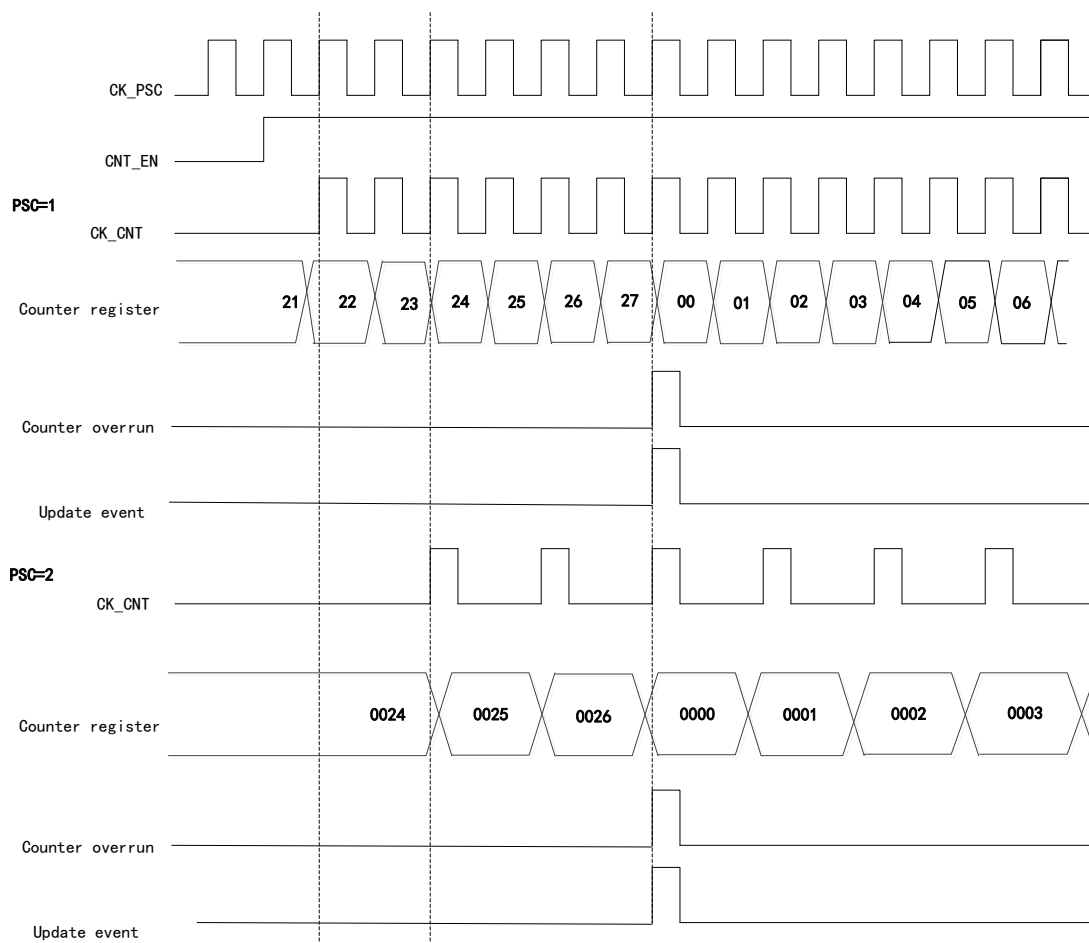 CK_PSC
CNT_EN
PSC=1
CK_CNT
Counter register 21 22 23 24 25 26 27 00 01 02 03 04 05 06
Counter overrun
Update event
PSC=2
CK_CNT
Counter register 0024 0025 0026 0000 0001 0002 0003
Counter overrun
Update event